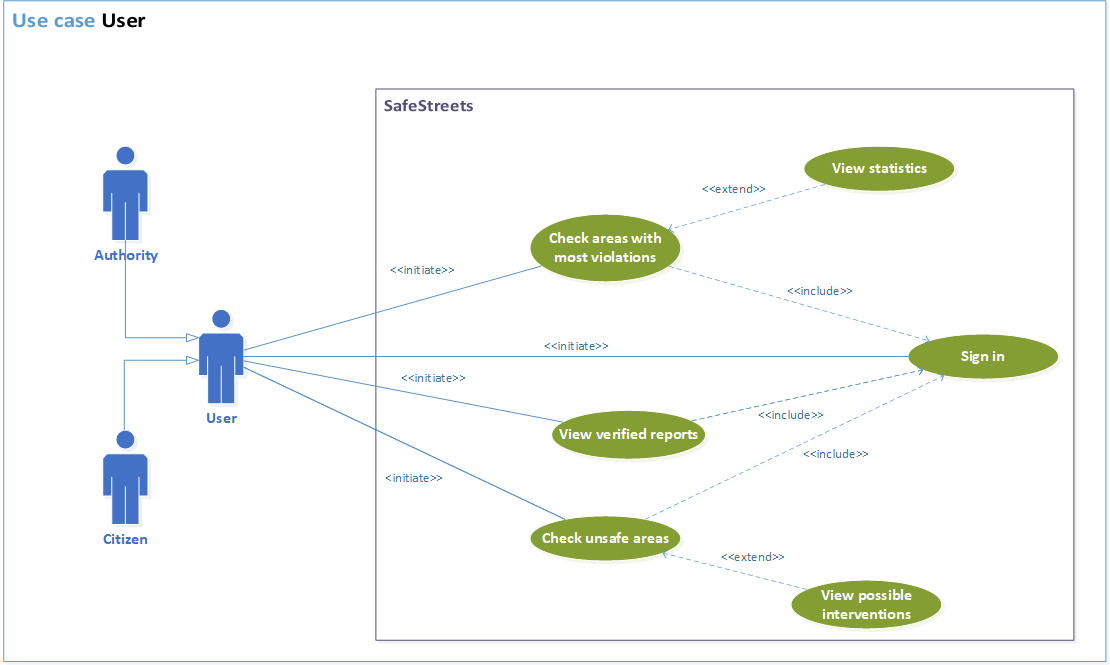 Use case User
SafeStreets
View statistics
<<extend>>
Check areas with
most violations
Authority
<<initiate>>
<<include>>
<<initiate>>
Sign in
<<initiate>>
User
<<include>>
View verified reports
<<include>>
<initiate>>
Check unsafe areas
Citizen
<<extend>>
View possible
interventions